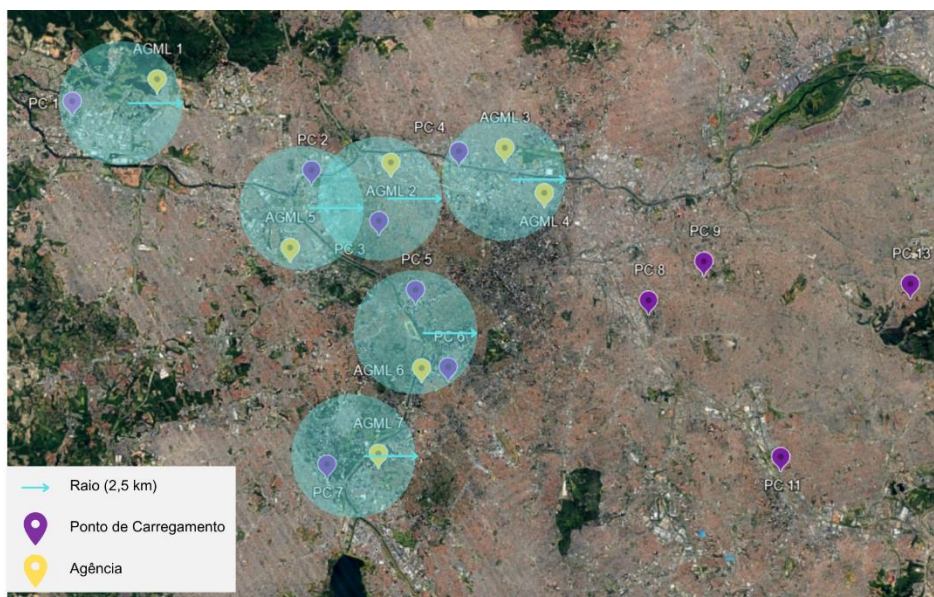 AGML 1
PC 1
PC 2
PC 4
AGML 3
AGML 2
AGML 4
AGML 5
PC 3
PC 5
PC 9
PC 8
PC 13
PC 6
AGML 6
AGML 7
PC 7
PC 11
Raio (2,5 km)
Ponto de Carregamento
Agência